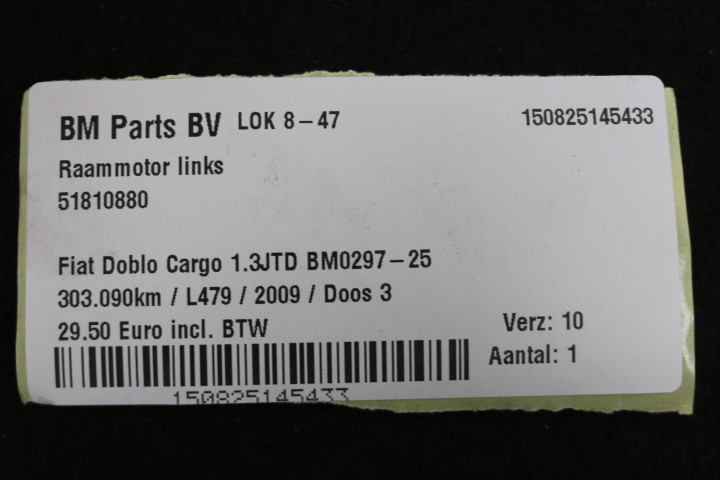 BM Parts BV LOK 8-47 150825145433
Raammotor links
51810880
Fiat Doblo Cargo 1.3JTD BM0297-25
303.090km / L479 / 2009 / Doos 3
29.50 Euro incl. BTW Verz: 10
Aantal: 1
150825145433